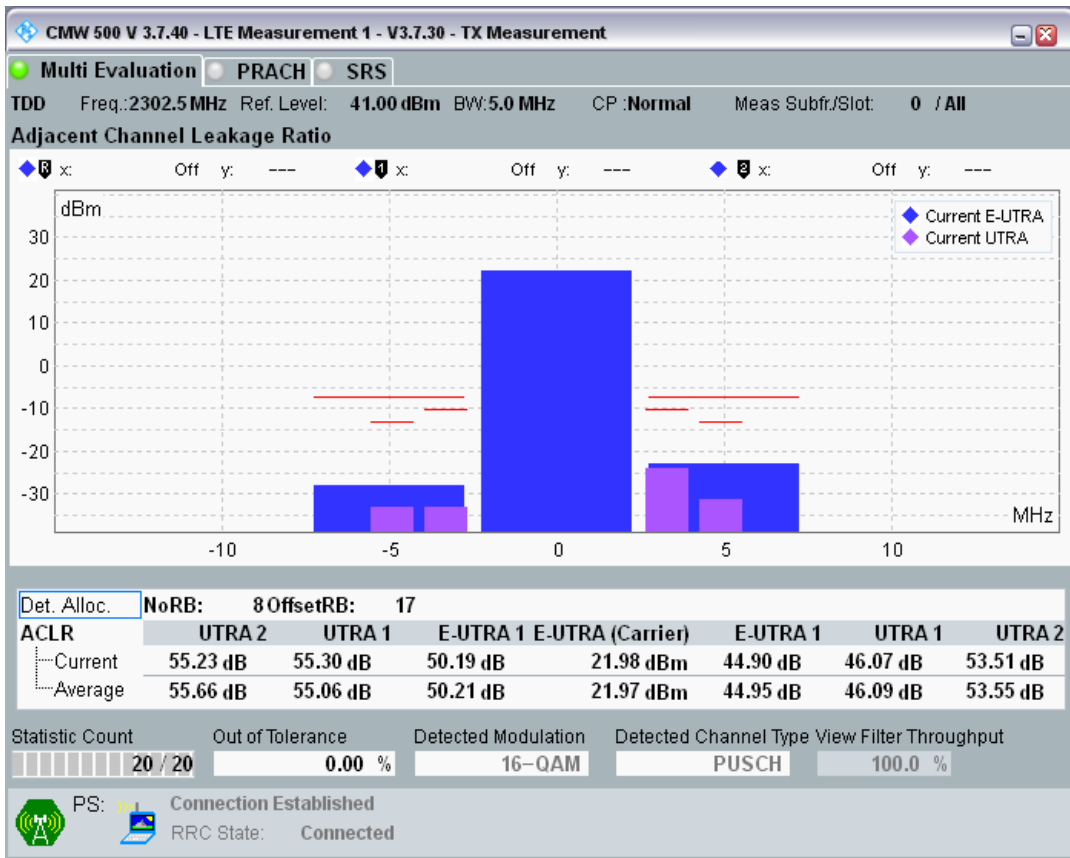 CMW 500 V 3.7.40 - LTE Measurement 1 - V3.7.30 - TX Measurement
Multi Evaluation PRACH SRS
TDD Freq.:2302.5 MHz Ref. Level: 41.00 dBm BW:5.0 MHz CP :Normal Meas Subfr./Slot: 0 / All
Adjacent Channel Leakage Ratio
R x: Off y: --- 1 x: Off y: --- 2 x: Off y: ---
dBm
Current E-UTRA
Current UTRA
30
20
10
0
-10
-20
-30
MHz
-10 -5 0 5 10
Det. Alloc. NoRB: 8 OffsetRB: 17
ACLR UTRA 2 UTRA 1 E-UTRA 1 E-UTRA (Carrier) E-UTRA 1 UTRA 1 UTRA 2
Current 55.23 dB 55.30 dB 50.19 dB 21.98 dBm 44.90 dB 46.07 dB 53.51 dB
Average 55.66 dB 55.06 dB 50.21 dB 21.97 dBm 44.95 dB 46.09 dB 53.55 dB
Statistic Count Out of Tolerance Detected Modulation Detected Channel Type View Filter Throughput
20 / 20 0.00 % 16-QAM PUSCH 100.0 %
PS: Connection Established
RRC State: Connected